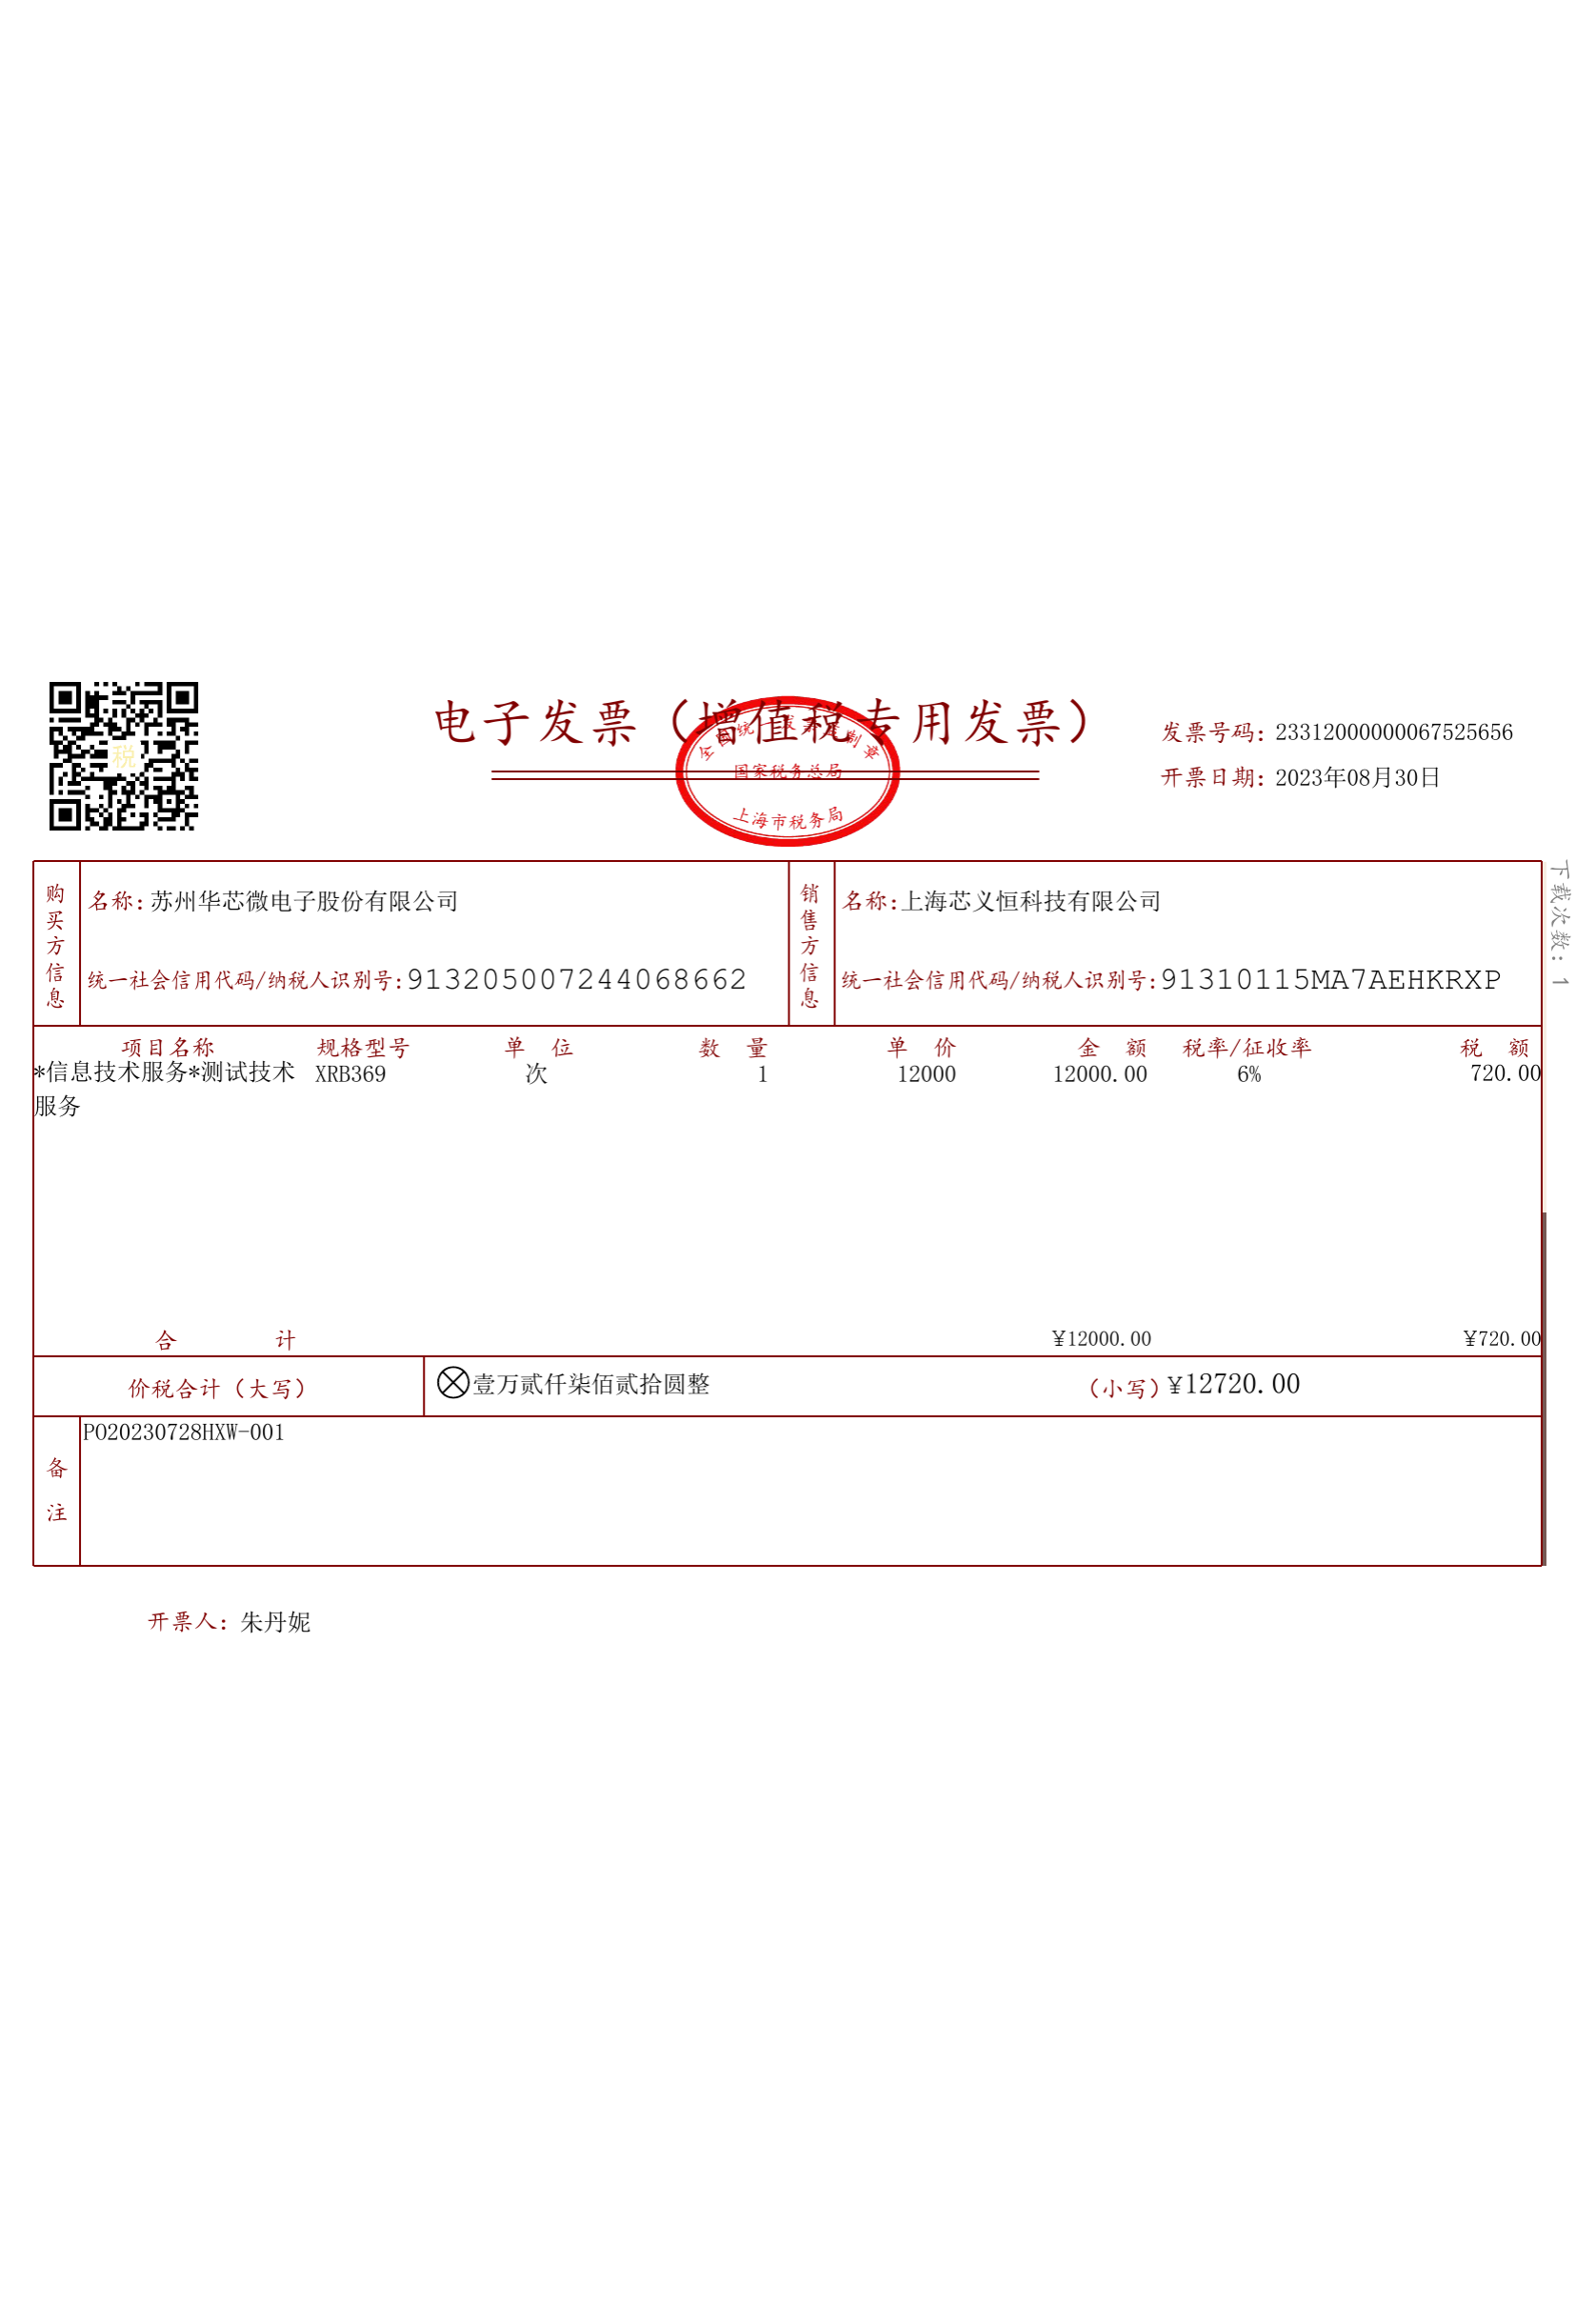 电子发票（增值税专用发票）
全国统一发票监制章
国家税务总局
上海市税务局
税
发票号码：23312000000067525656
开票日期：2023年08月30日
下载次数：1
购买方信息
名称：苏州华芯微电子股份有限公司
统一社会信用代码/纳税人识别号：913205007244068662
销售方信息
名称：上海芯义恒科技有限公司
统一社会信用代码/纳税人识别号：91310115MA7AEHKRXP
项目名称 规格型号 单位 数量 单价 金额 税率/征收率 税额
*信息技术服务*测试技术 XRB369 次 1 12000 12000.00 6% 720.00
服务
合计 ¥12000.00 ¥720.00
价税合计（大写） ⊗壹万贰仟柒佰贰拾圆整 （小写）¥12720.00
备注
PO20230728HXW-001
开票人：朱丹妮